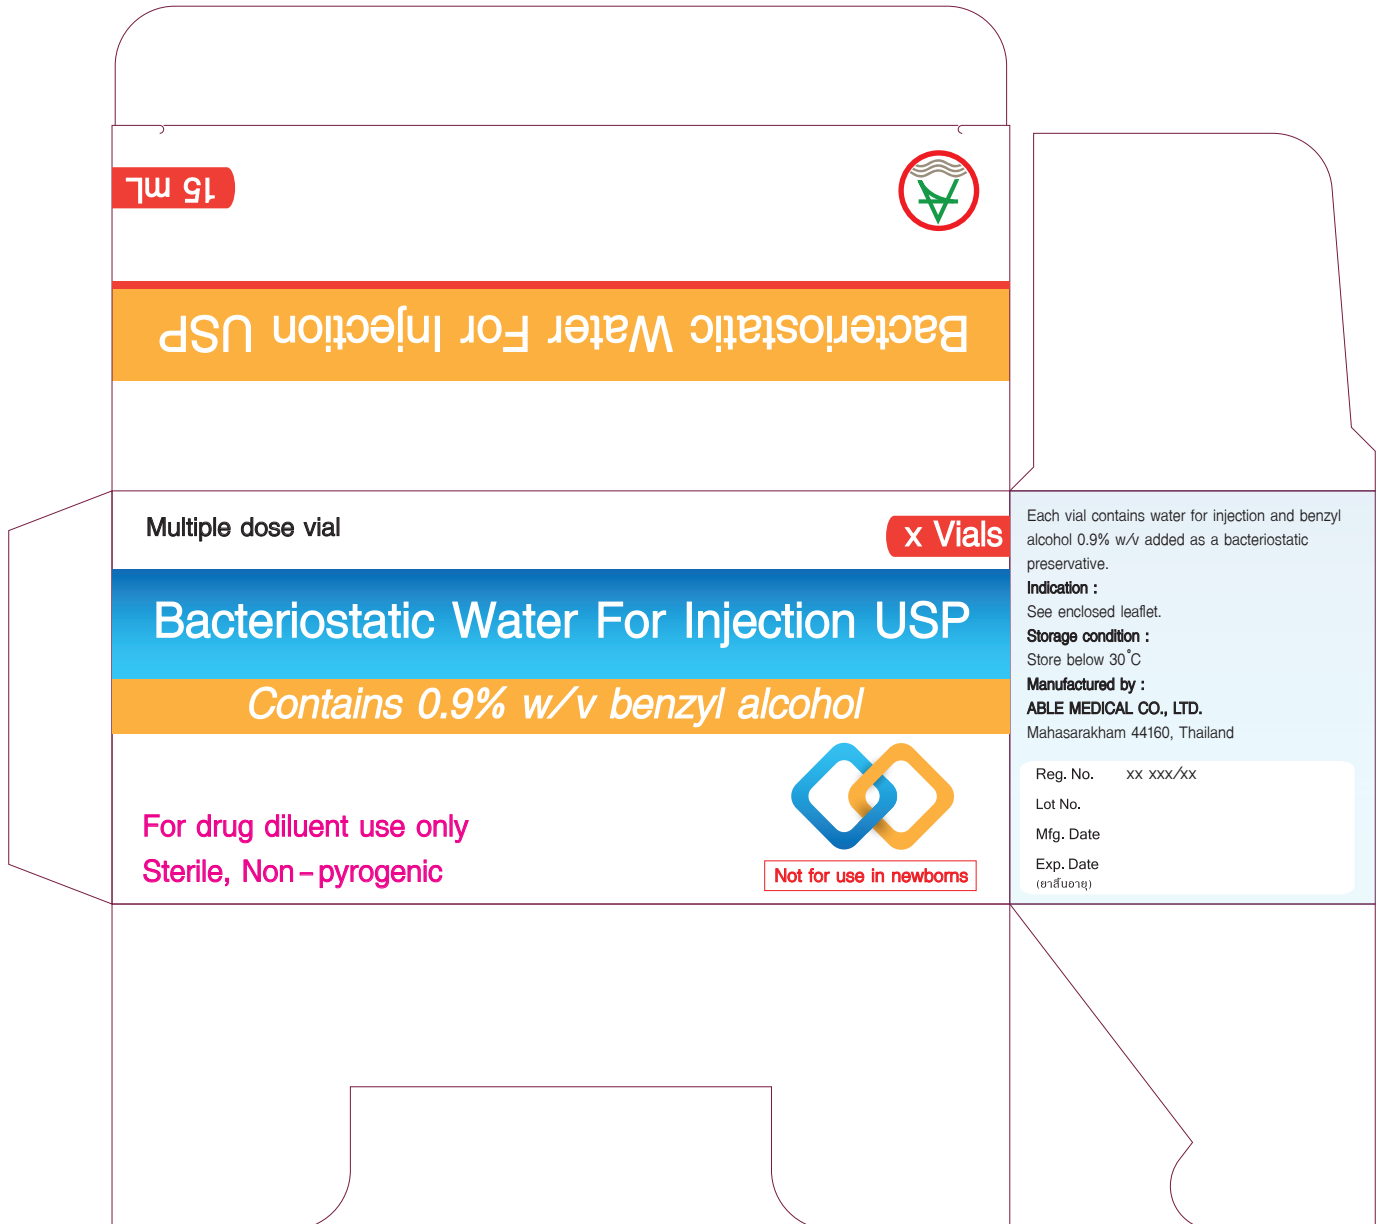 15 mL
Bacteriostatic Water For Injection USP
Multiple dose vial
x Vials
Bacteriostatic Water For Injection USP
Contains 0.9% w/v benzyl alcohol
For drug diluent use only
Sterile, Non-pyrogenic
Not for use in newborns
Each vial contains water for injection and benzyl
alcohol 0.9% w/v added as a bacteriostatic
preservative.
Indication :
See enclosed leaflet.
Storage condition :
Store below 30°C
Manufactured by :
ABLE MEDICAL CO., LTD.
Mahasarakham 44160, Thailand
Reg. No. xx xxx/xx
Lot No.
Mfg. Date
Exp. Date
(ยาสิ้นอายุ)